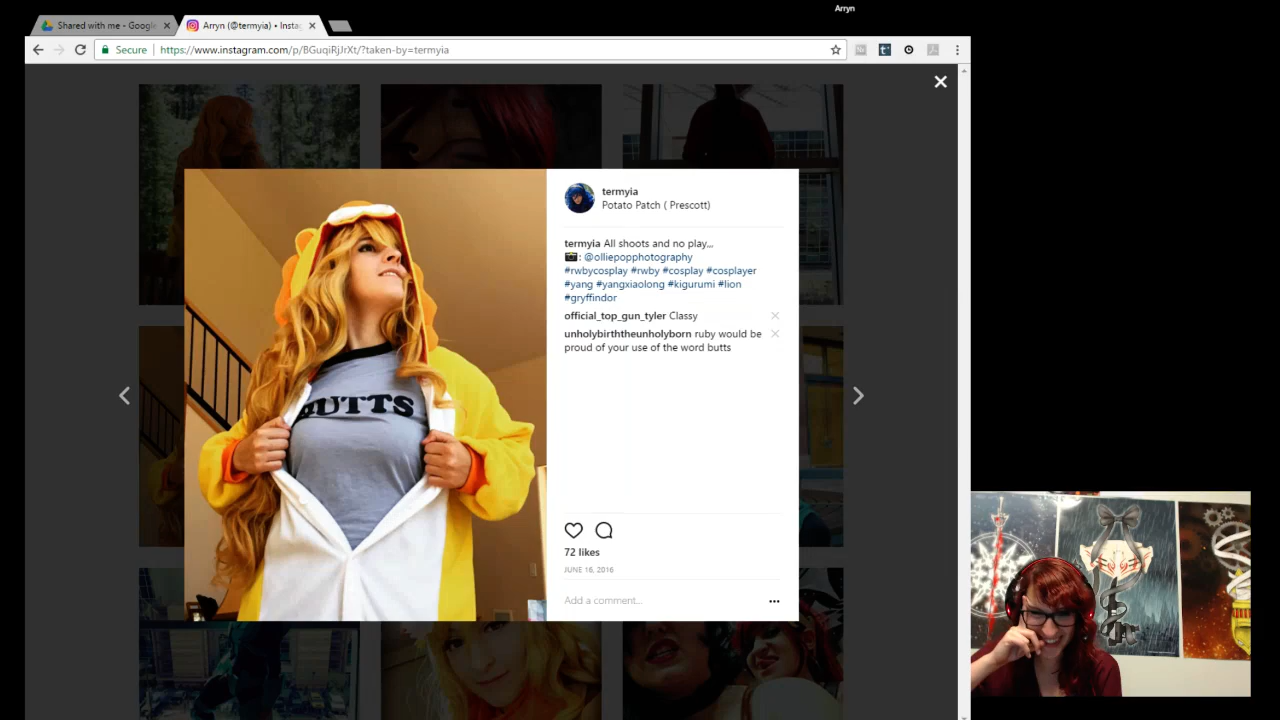 Arryn
Shared with me - Google
Arryn (@termyia) • Insta
Secure
https://www.instagram.com/p/BGuqiRjJrXt/?taken-by=termyia
termyia
Potato Patch ( Prescott)
termyia All shoots and no play,,,
📷: @olliepopphotography
#rwbycosplay #rwby #cosplay #cosplayer
#yang #yangxiaolong #kigurumi #lion
#gryffindor
official_top_gun_tyler Classy
unholybirththeunholyborn ruby would be
proud of your use of the word butts
BUTTS
72 likes
JUNE 16, 2016
Add a comment...